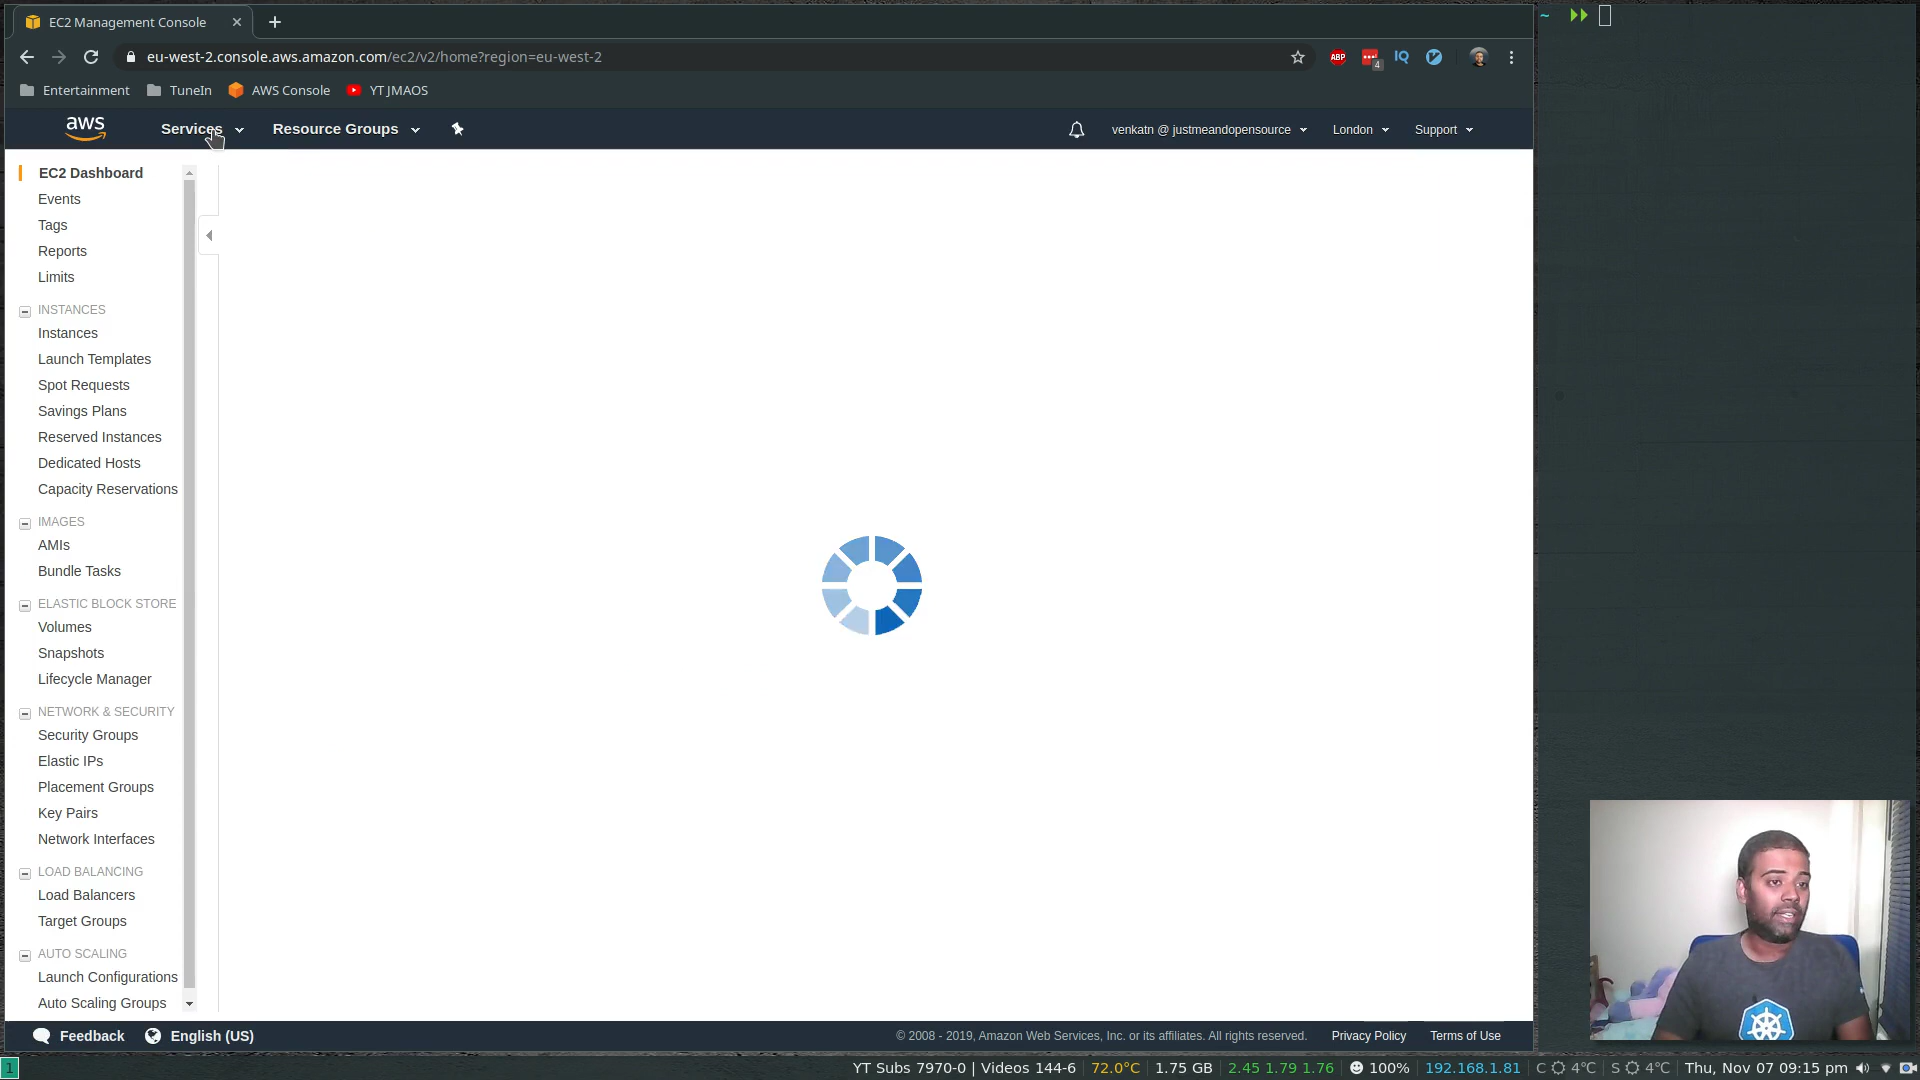 EC2 Management Console
eu-west-2.console.aws.amazon.com/ec2/v2/home?region=eu-west-2
ABP
4
IQ
Entertainment
TuneIn
AWS Console
YT JMAOS
aws
Services
Resource Groups
venkatn @ justmeandopensource
London
Support
EC2 Dashboard
Events
Tags
Reports
Limits
INSTANCES
Instances
Launch Templates
Spot Requests
Savings Plans
Reserved Instances
Dedicated Hosts
Capacity Reservations
IMAGES
AMIs
Bundle Tasks
ELASTIC BLOCK STORE
Volumes
Snapshots
Lifecycle Manager
NETWORK & SECURITY
Security Groups
Elastic IPs
Placement Groups
Key Pairs
Network Interfaces
LOAD BALANCING
Load Balancers
Target Groups
AUTO SCALING
Launch Configurations
Auto Scaling Groups
Feedback
English (US)
© 2008 - 2019, Amazon Web Services, Inc. or its affiliates. All rights reserved.
Privacy Policy
Terms of Use
~
1
YT Subs 7970-0 | Videos 144-6 72.0°C | 1.75 GB | 2.45 1.79 1.76 | 100% | 192.168.1.81 | C 4°C | S 4°C | Thu, Nov 07 09:15 pm